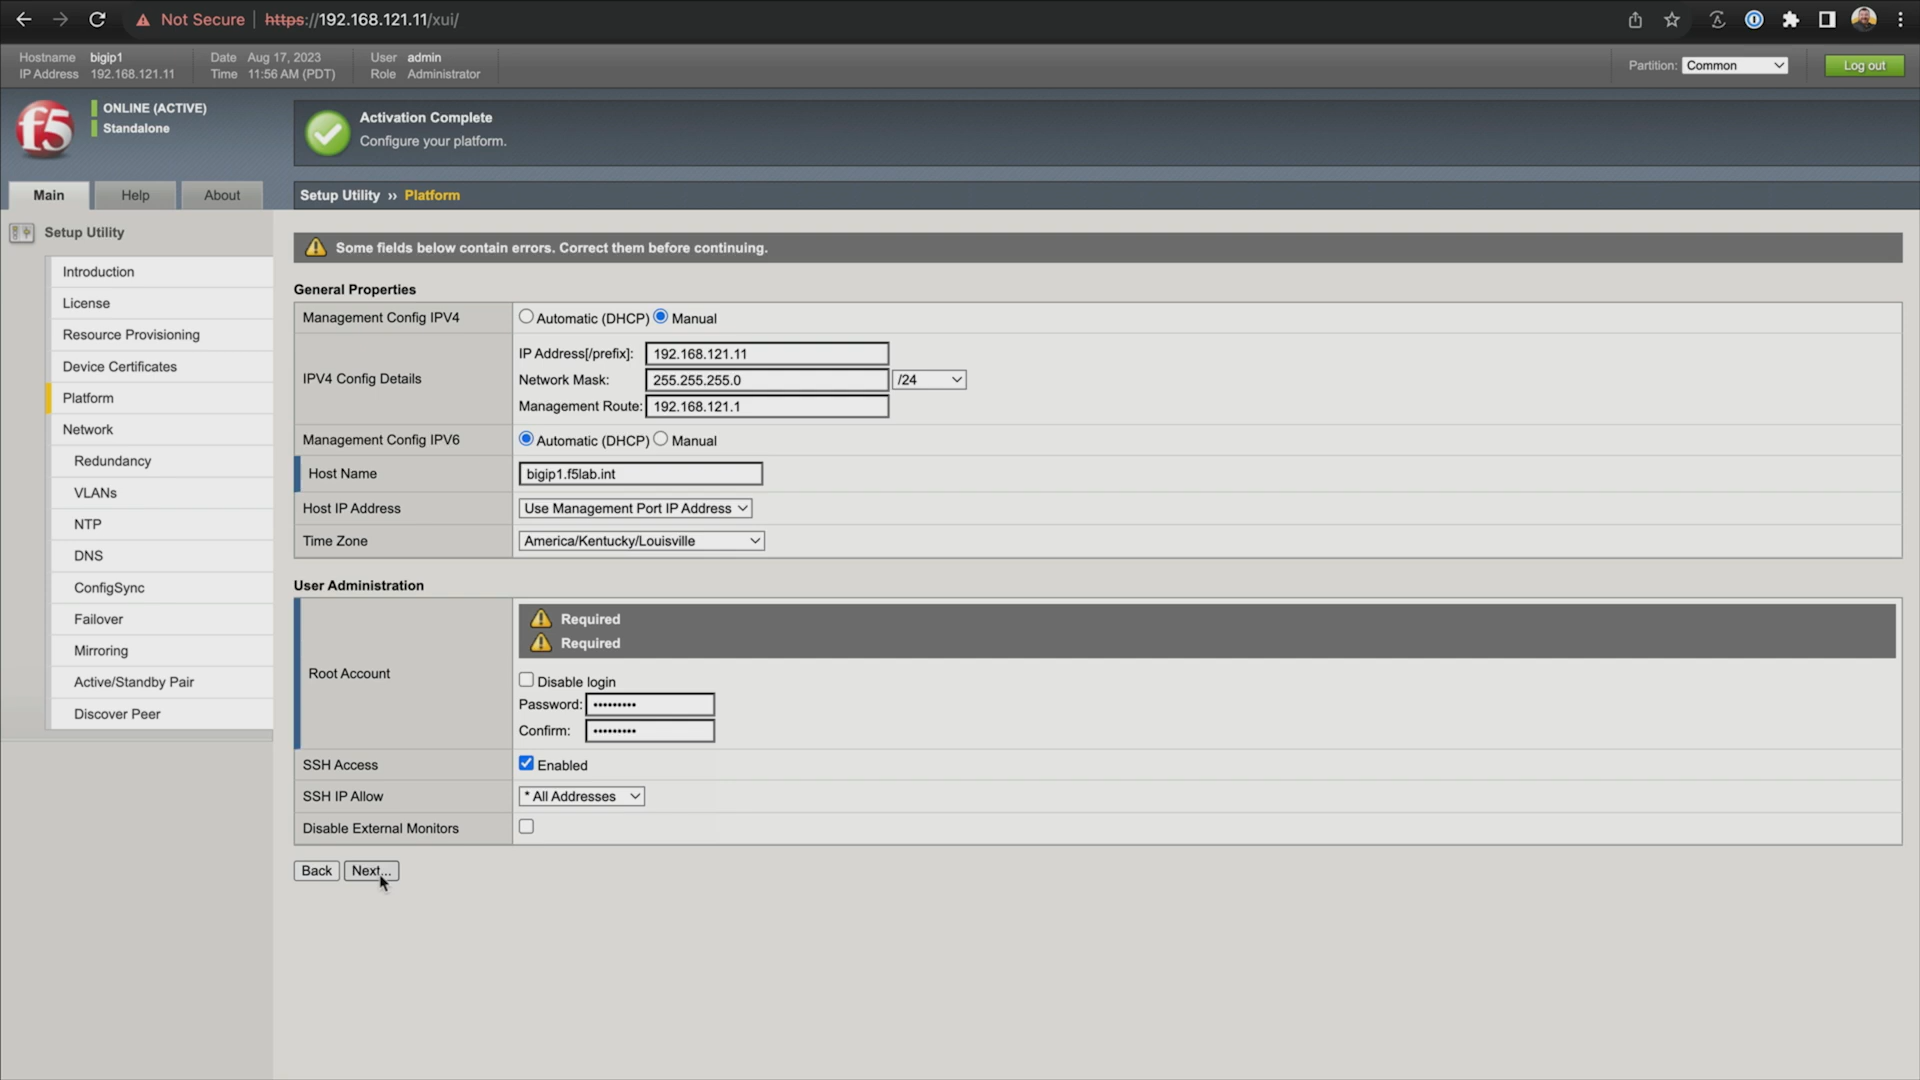 Not Secure | https://192.168.121.11/xui/
Hostname bigip1
IP Address 192.168.121.11
Date Aug 17, 2023
Time 11:56 AM (PDT)
User admin
Role Administrator
Partition: Common
Log out
f5
ONLINE (ACTIVE)
Standalone
Activation Complete
Configure your platform.
Main
Help
About
Setup Utility ›› Platform
Setup Utility
Introduction
License
Resource Provisioning
Device Certificates
Platform
Network
Redundancy
VLANs
NTP
DNS
ConfigSync
Failover
Mirroring
Active/Standby Pair
Discover Peer
Some fields below contain errors. Correct them before continuing.
General Properties
Management Config IPV4 Automatic (DHCP) Manual
IPV4 Config Details
IP Address[/prefix]: 192.168.121.11
Network Mask: 255.255.255.0 /24
Management Route: 192.168.121.1
Management Config IPV6 Automatic (DHCP) Manual
Host Name bigip1.f5lab.int
Host IP Address Use Management Port IP Address
Time Zone America/Kentucky/Louisville
User Administration
Root Account
Required
Required
Disable login
Password: •••••••••
Confirm: •••••••••
SSH Access Enabled
SSH IP Allow * All Addresses
Disable External Monitors
Back Next...